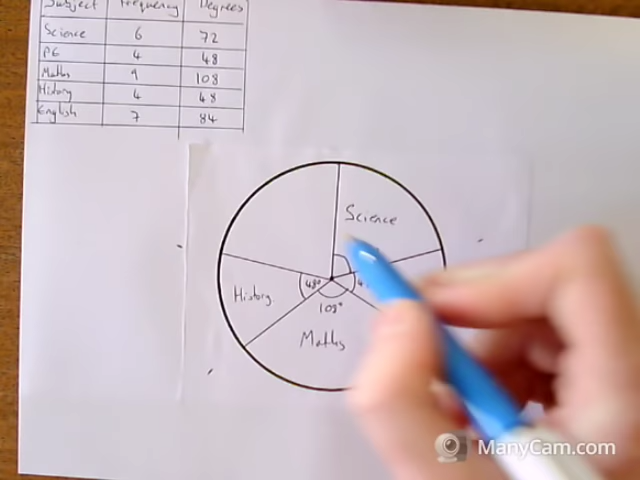 Subject Frequency Degrees
Science 6 72
PE 4 48
Maths 9 108
History 4 48
English 7 84
Science
48°
History
108°
Maths
ManyCam.com